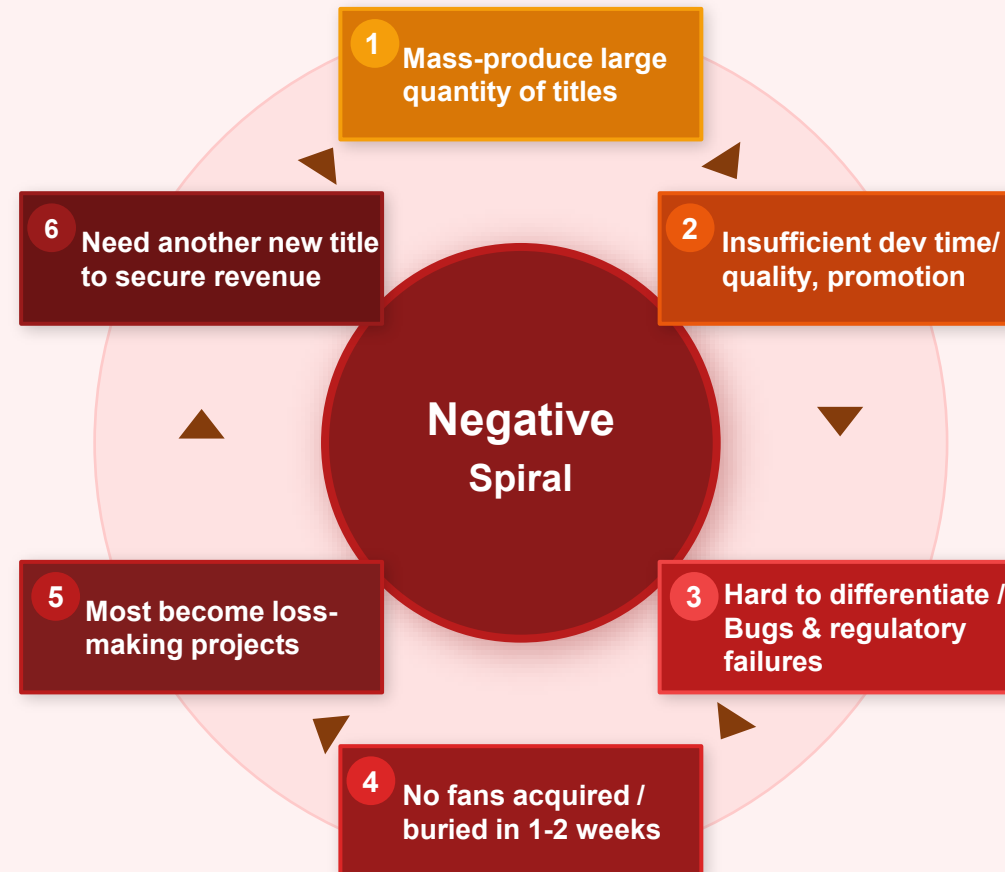 1
Mass-produce large
quantity of titles
2
Insufficient dev time/
quality, promotion
3
Hard to differentiate /
Bugs & regulatory
failures
4
No fans acquired /
buried in 1-2 weeks
5
Most become loss-
making projects
6
Need another new title
to secure revenue
Negative
Spiral